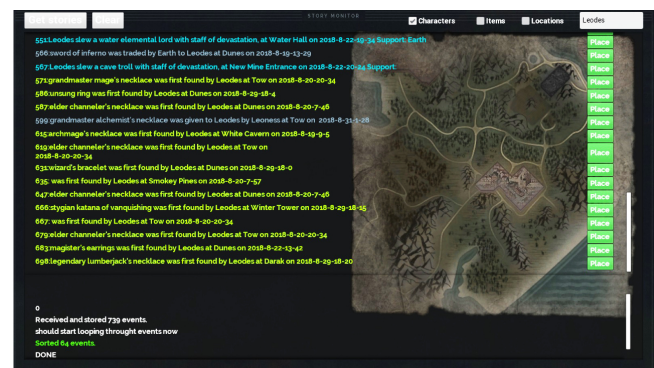 Get stories Clear STORY MONITOR Characters Items Locations Leodes
551:Leodes slew a water elemental lord with staff of devastation, at Water Hall on 2018-8-22-19-34 Support: Earth
566:sword of inferno was traded by Earth to Leodes at Dunes on 2018-8-19-13-29 Place
567:Leodes slew a cave troll with staff of devastation, at New Mine Entrance on 2018-8-22-20-24 Support: Place
571:grandmaster mage's necklace was first found by Leodes at Tow on 2018-8-20-20-34 Place
586:unsung ring was first found by Leodes at Dunes on 2018-8-29-18-4 Place
587:elder channeler's necklace was first found by Leodes at Dunes on 2018-8-20-7-46 Place
599:grandmaster alchemist's necklace was given to Leodes by Leoness at Tow on 2018-8-31-1-28 Place
615:archmage's necklace was first found by Leodes at White Cavern on 2018-8-19-9-5 Place
619:elder channeler's necklace was first found by Leodes at Tow on
2018-8-20-20-34 Place
631:wizard's bracelet was first found by Leodes at Dunes on 2018-8-29-18-0 Place
635: was first found by Leodes at Smokey Pines on 2018-8-20-7-57 Place
647:elder channeler's necklace was first found by Leodes at Dunes on 2018-8-20-7-46 Place
666:stygian katana of vanquishing was first found by Leodes at Winter Tower on 2018-8-29-18-15 Place
667: was first found by Leodes at Tow on 2018-8-20-20-34 Place
679:elder channeler's necklace was first found by Leodes at Tow on 2018-8-20-20-34 Place
683:magister's earrings was first found by Leodes at Dunes on 2018-8-22-13-42 Place
698:legendary lumberjack's necklace was first found by Leodes at Darak on 2018-8-29-18-20 Place
0
Received and stored 739 events.
should start looping throught events now
Sorted 64 events.
DONE